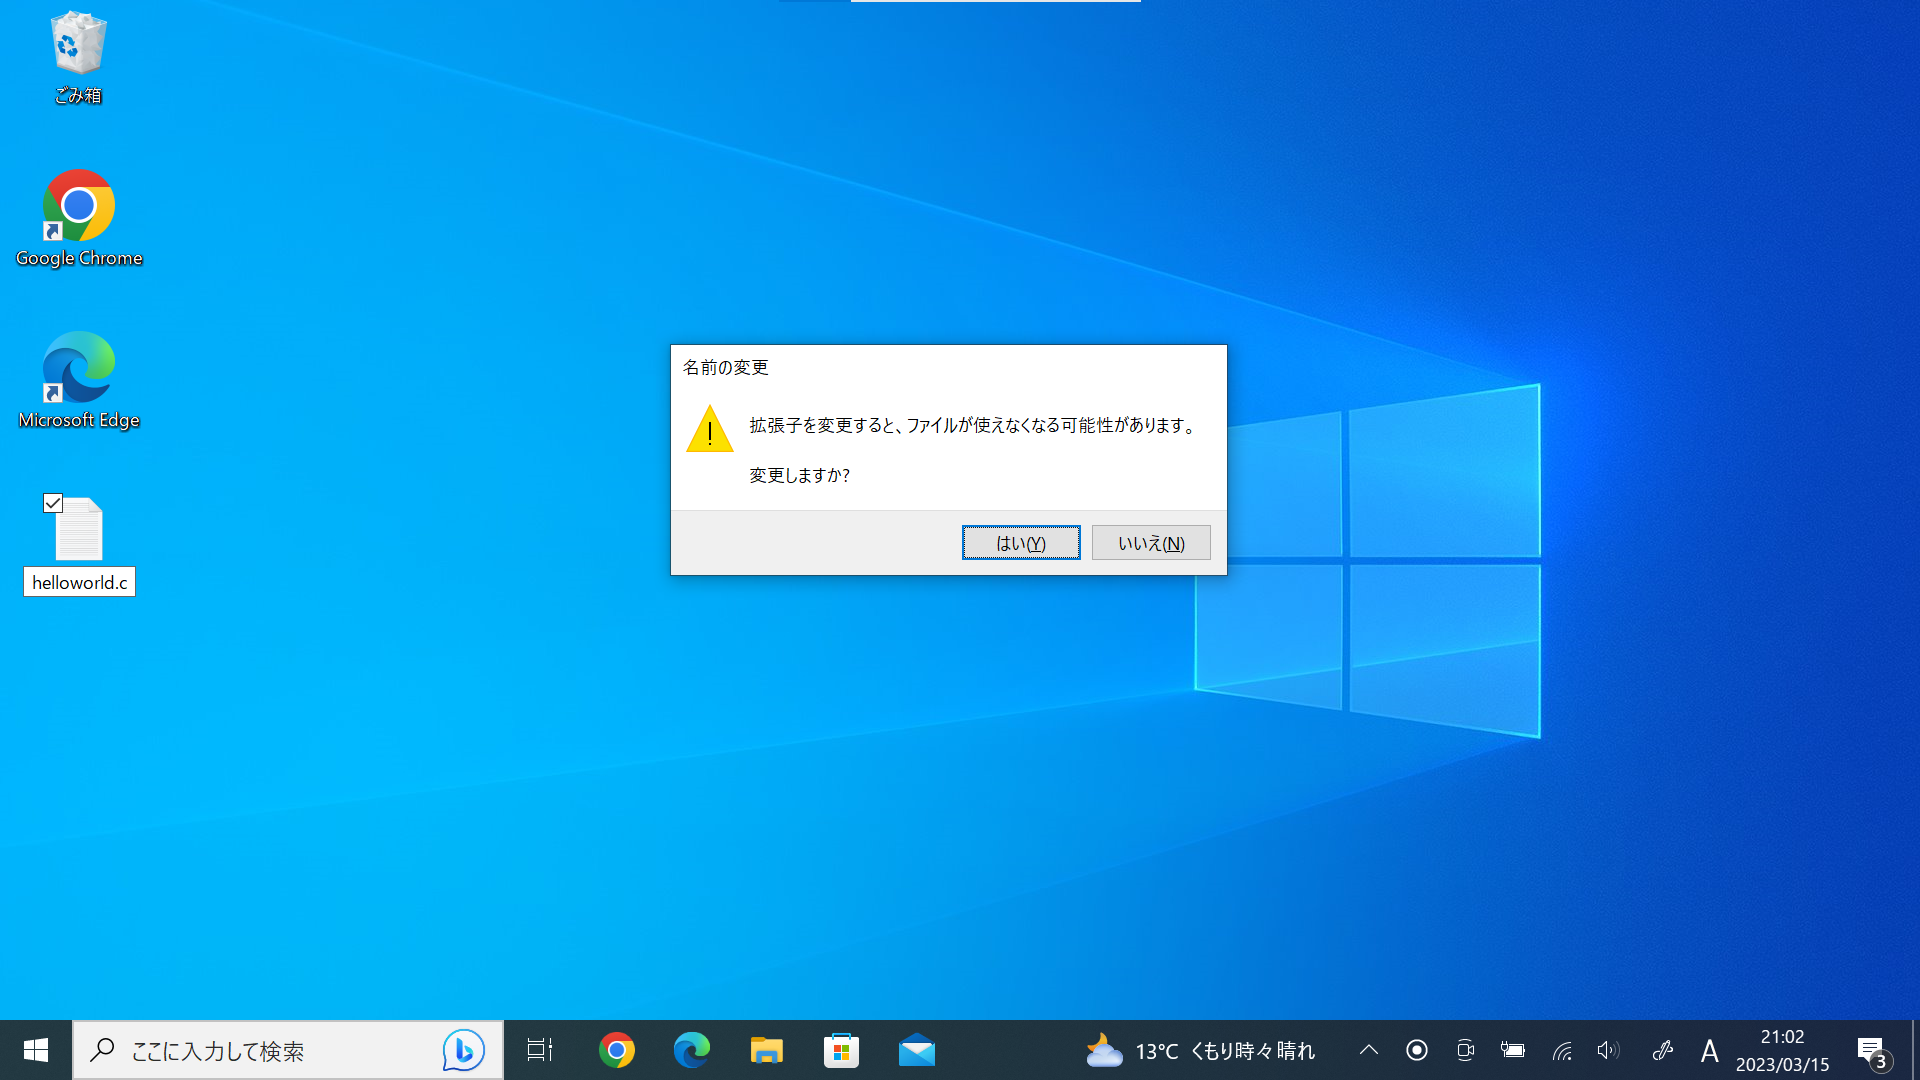 ごみ箱
Google Chrome
Microsoft Edge
helloworld.c
名前の変更
拡張子を変更すると、ファイルが使えなくなる可能性があります。
変更しますか?
はい(Y)
いいえ(N)
ここに入力して検索
13℃ くもり時々晴れ
A
21:02
2023/03/15
3